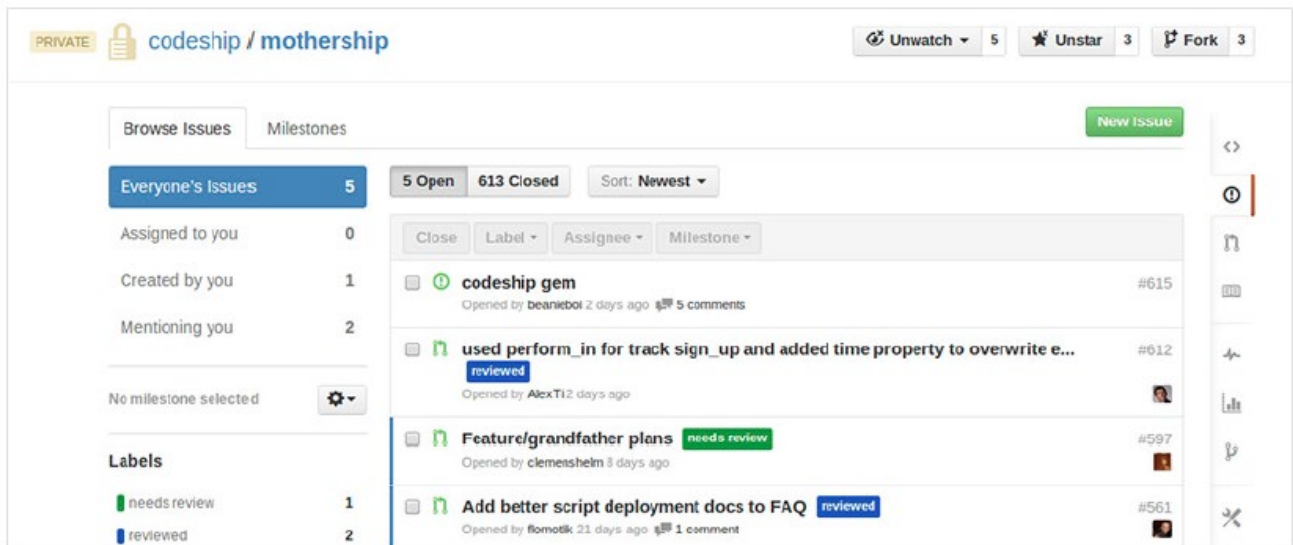 PRIVATE codeship / mothership Unwatch 5 Unstar 3 Fork 3
Browse Issues Milestones New Issue
Everyone's Issues 5
Assigned to you 0
Created by you 1
Mentioning you 2
No milestone selected
Labels
needs review 1
reviewed 2
5 Open 613 Closed Sort: Newest
Close Label Assignee Milestone
codeship gem #615
Opened by beanieboi 2 days ago 5 comments
used perform_in for track sign_up and added time property to overwrite e... #612
reviewed
Opened by AlexTi 2 days ago
Feature/grandfather plans needs review #597
Opened by clemenshelm 8 days ago
Add better script deployment docs to FAQ reviewed #561
Opened by flomotlik 21 days ago 1 comment